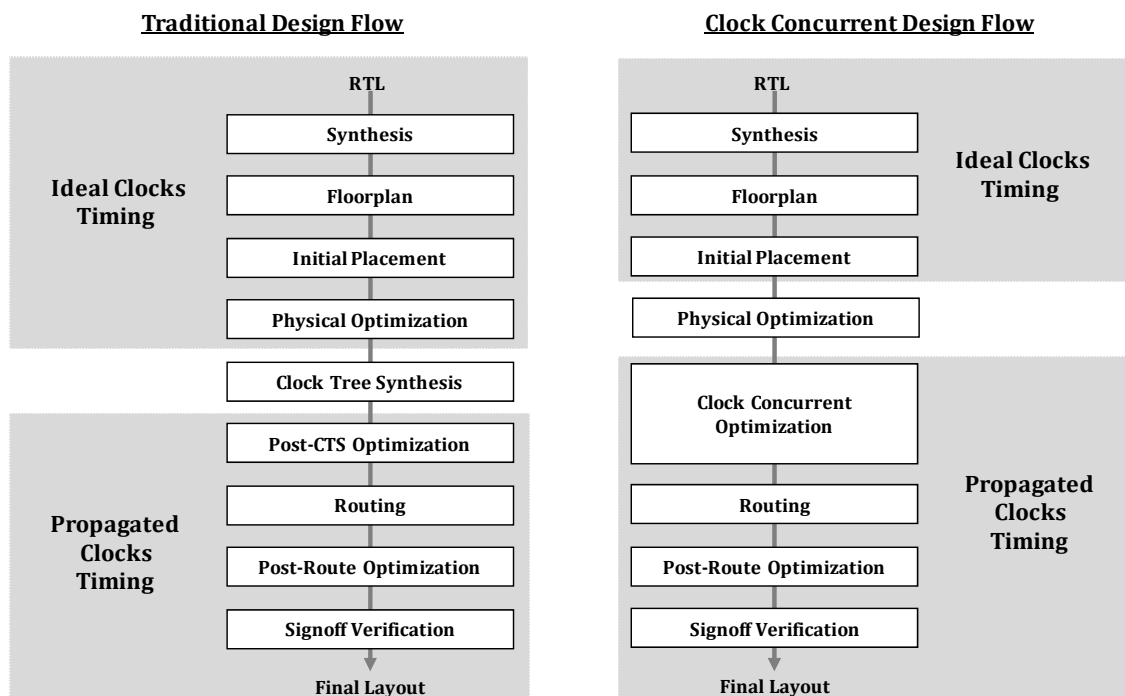 Traditional Design Flow
Ideal Clocks
Timing
RTL
Synthesis
Floorplan
Initial Placement
Physical Optimization
Clock Tree Synthesis
Propagated
Clocks
Timing
Post-CTS Optimization
Routing
Post-Route Optimization
Signoff Verification
Final Layout
Clock Concurrent Design Flow
RTL
Synthesis
Floorplan
Initial Placement
Ideal Clocks
Timing
Physical Optimization
Clock Concurrent
Optimization
Routing
Post-Route Optimization
Signoff Verification
Propagated
Clocks
Timing
Final Layout